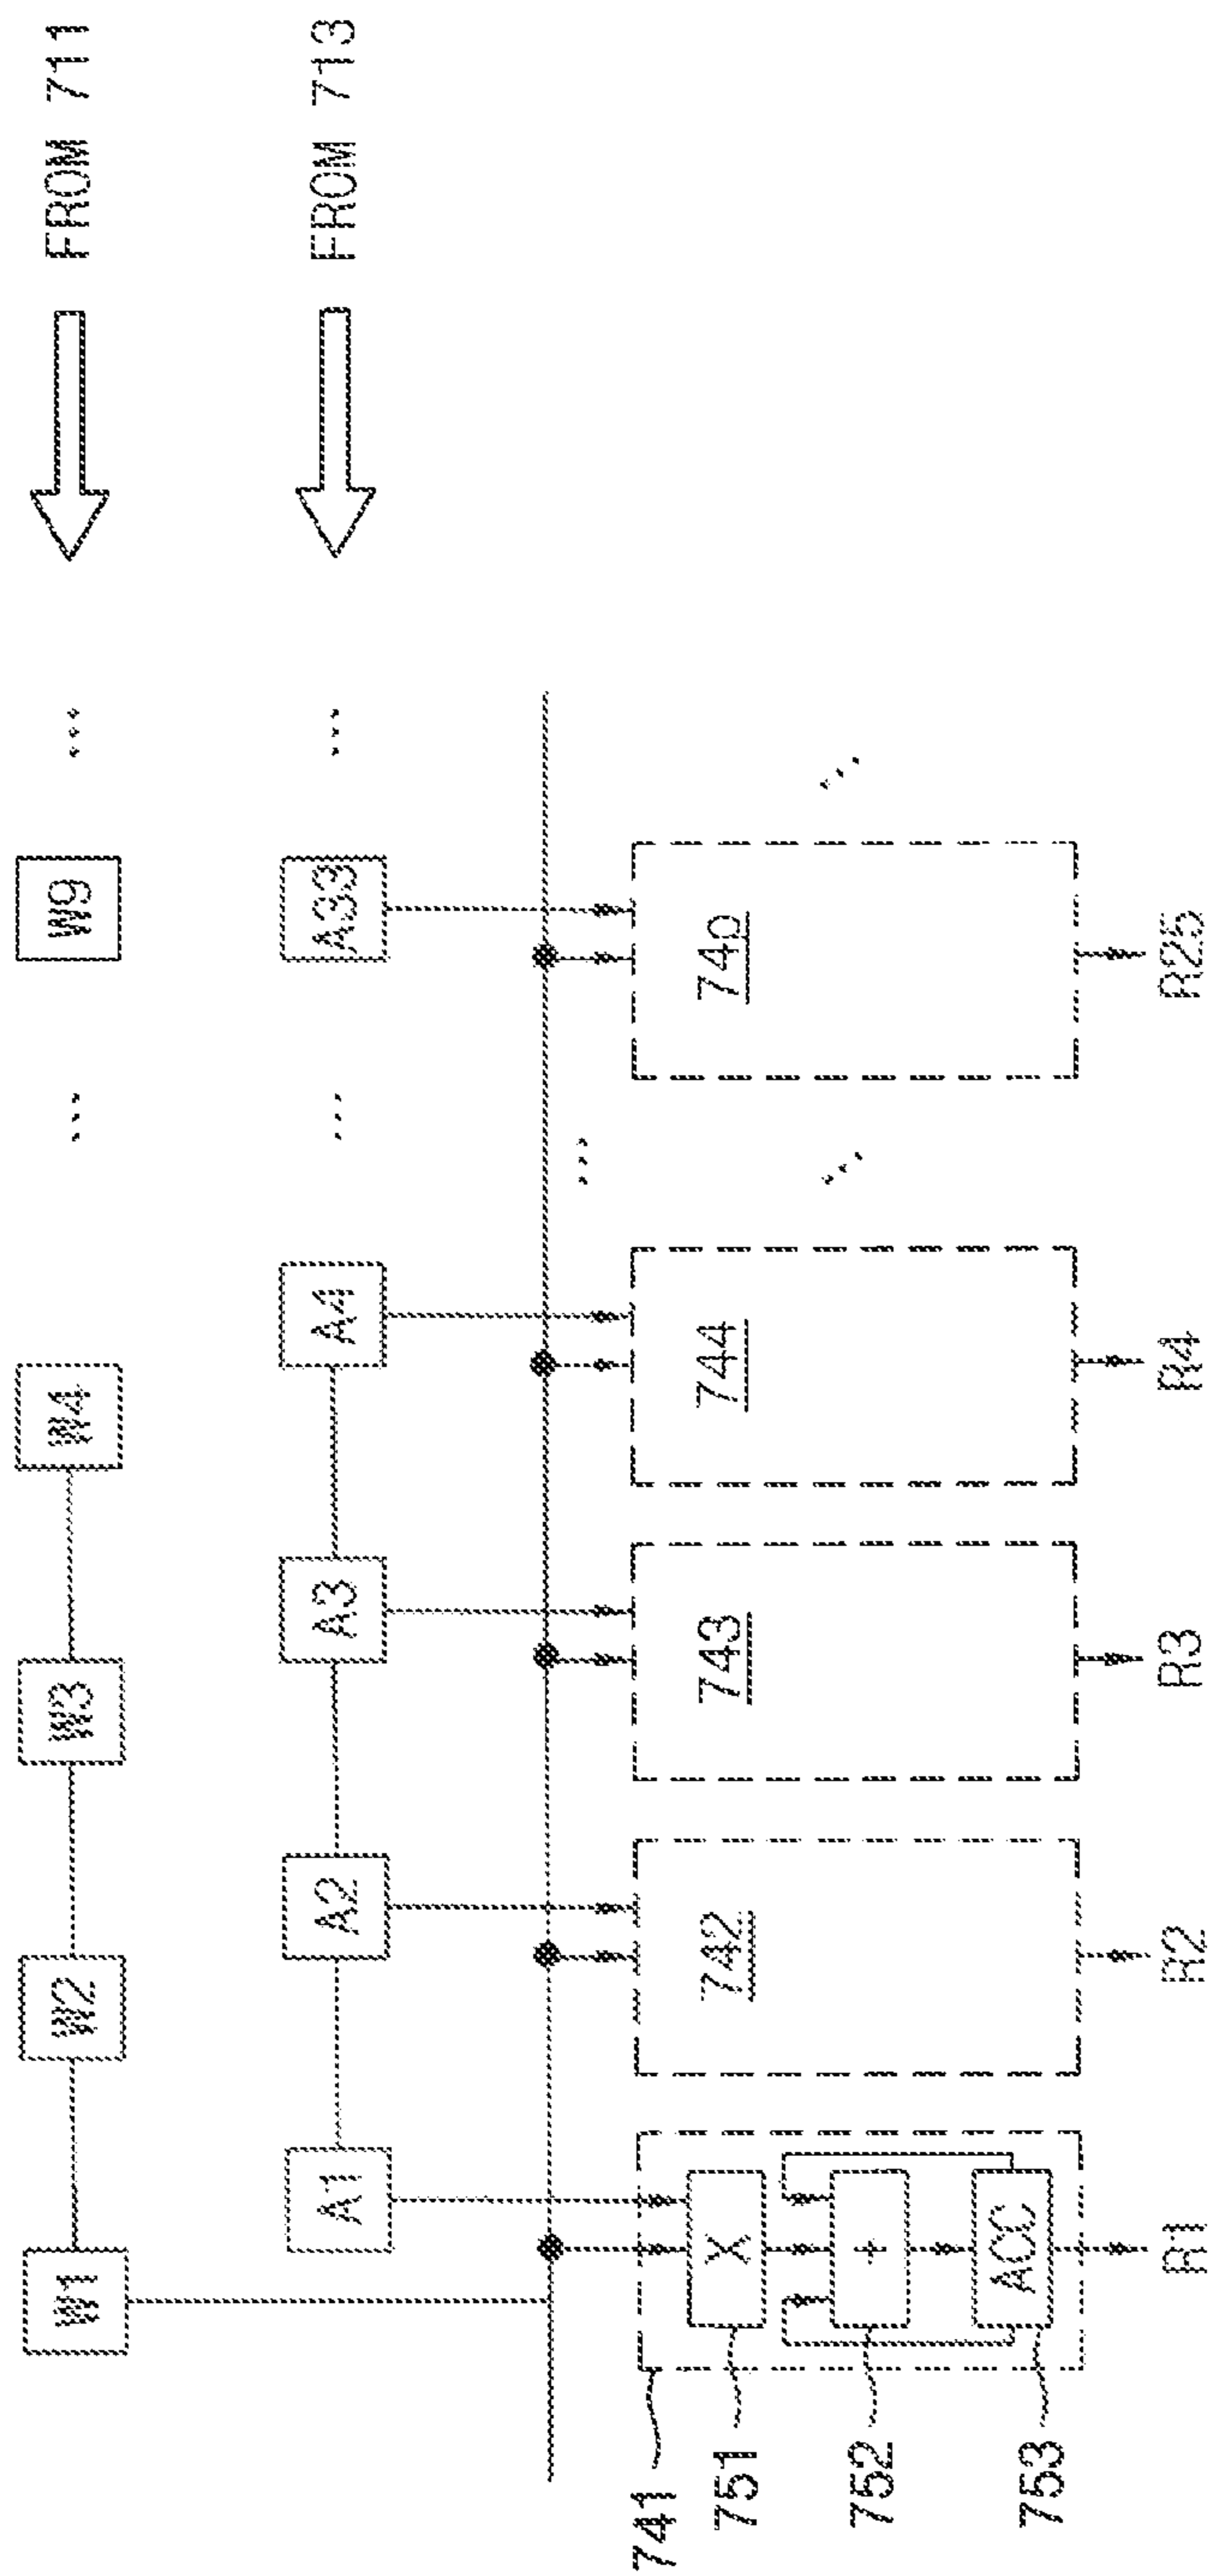 W1 W2 W3 W4 ... W9 ... FROM 711
A1 A2 A3 A4 ... A33 ... FROM 713
...
741 742 743 744 ... 74o ...
751 X
752 +
753 ACC
R1 R2 R3 R4 R25